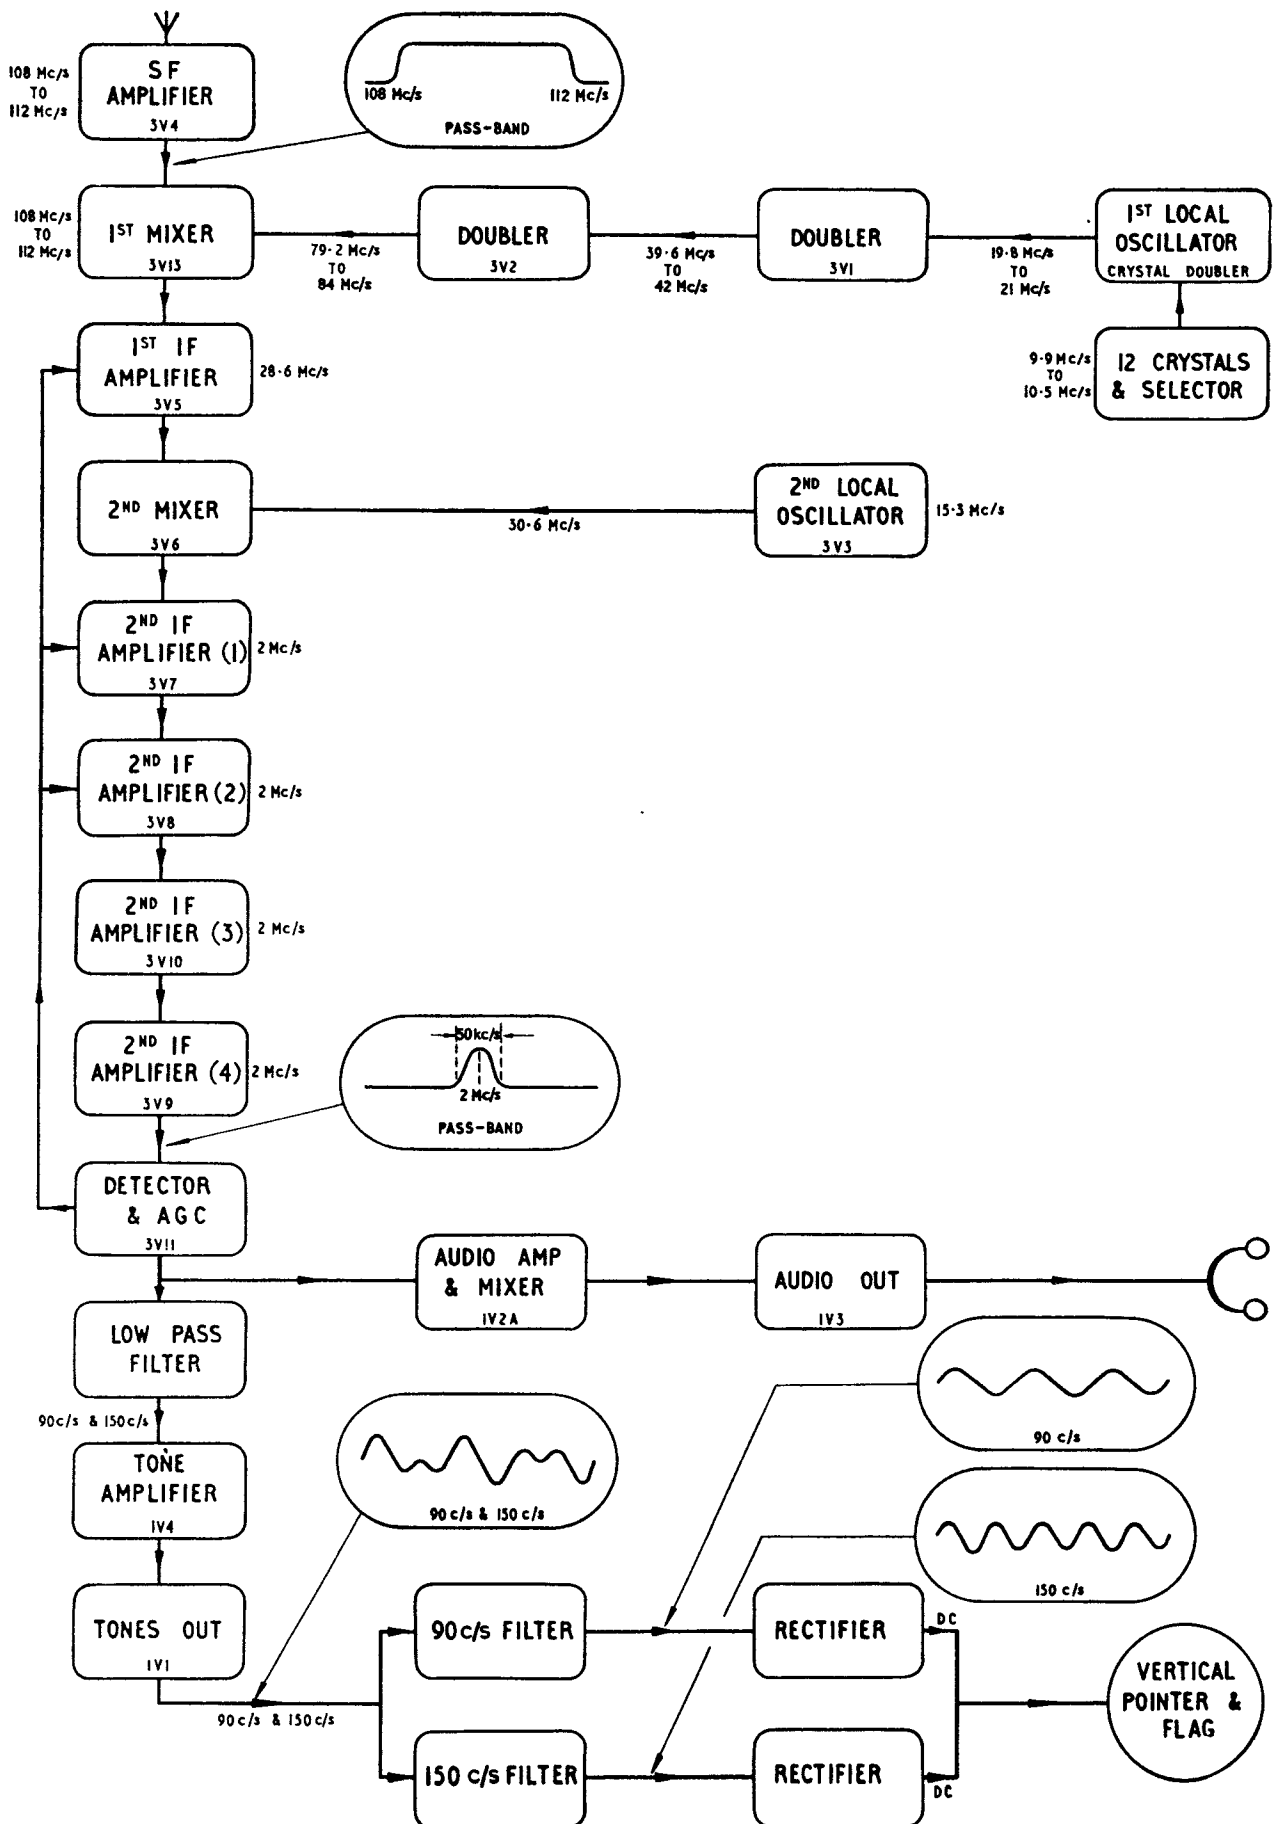 108 Mc/s
TO
112 Mc/s
SF
AMPLIFIER
3V4
108 Mc/s
112 Mc/s
PASS-BAND
108 Mc/s
TO
112 Mc/s
1ST MIXER
3V13
79·2 Mc/s
TO
84 Mc/s
DOUBLER
3V2
39·6 Mc/s
TO
42 Mc/s
DOUBLER
3V1
19·8 Mc/s
TO
21 Mc/s
1ST LOCAL
OSCILLATOR
CRYSTAL DOUBLER
9·9 Mc/s
TO
10·5 Mc/s
12 CRYSTALS
& SELECTOR
1ST IF
AMPLIFIER
3V5
28·6 Mc/s
2ND MIXER
3V6
30·6 Mc/s
2ND LOCAL
OSCILLATOR
3V3
15·3 Mc/s
2ND IF
AMPLIFIER (1)
3V7
2 Mc/s
2ND IF
AMPLIFIER (2)
3V8
2 Mc/s
2ND IF
AMPLIFIER (3)
3V10
2 Mc/s
2ND IF
AMPLIFIER (4)
3V9
2 Mc/s
50kc/s
2 Mc/s
PASS-BAND
DETECTOR
& AGC
3V11
AUDIO AMP
& MIXER
1V2A
AUDIO OUT
1V3
LOW PASS
FILTER
90c/s & 150c/s
TONE
AMPLIFIER
1V4
90 c/s & 150 c/s
90 c/s
150 c/s
TONES OUT
1V1
90c/s & 150c/s
90c/s FILTER
RECTIFIER
DC
150 c/s FILTER
RECTIFIER
DC
VERTICAL
POINTER &
FLAG